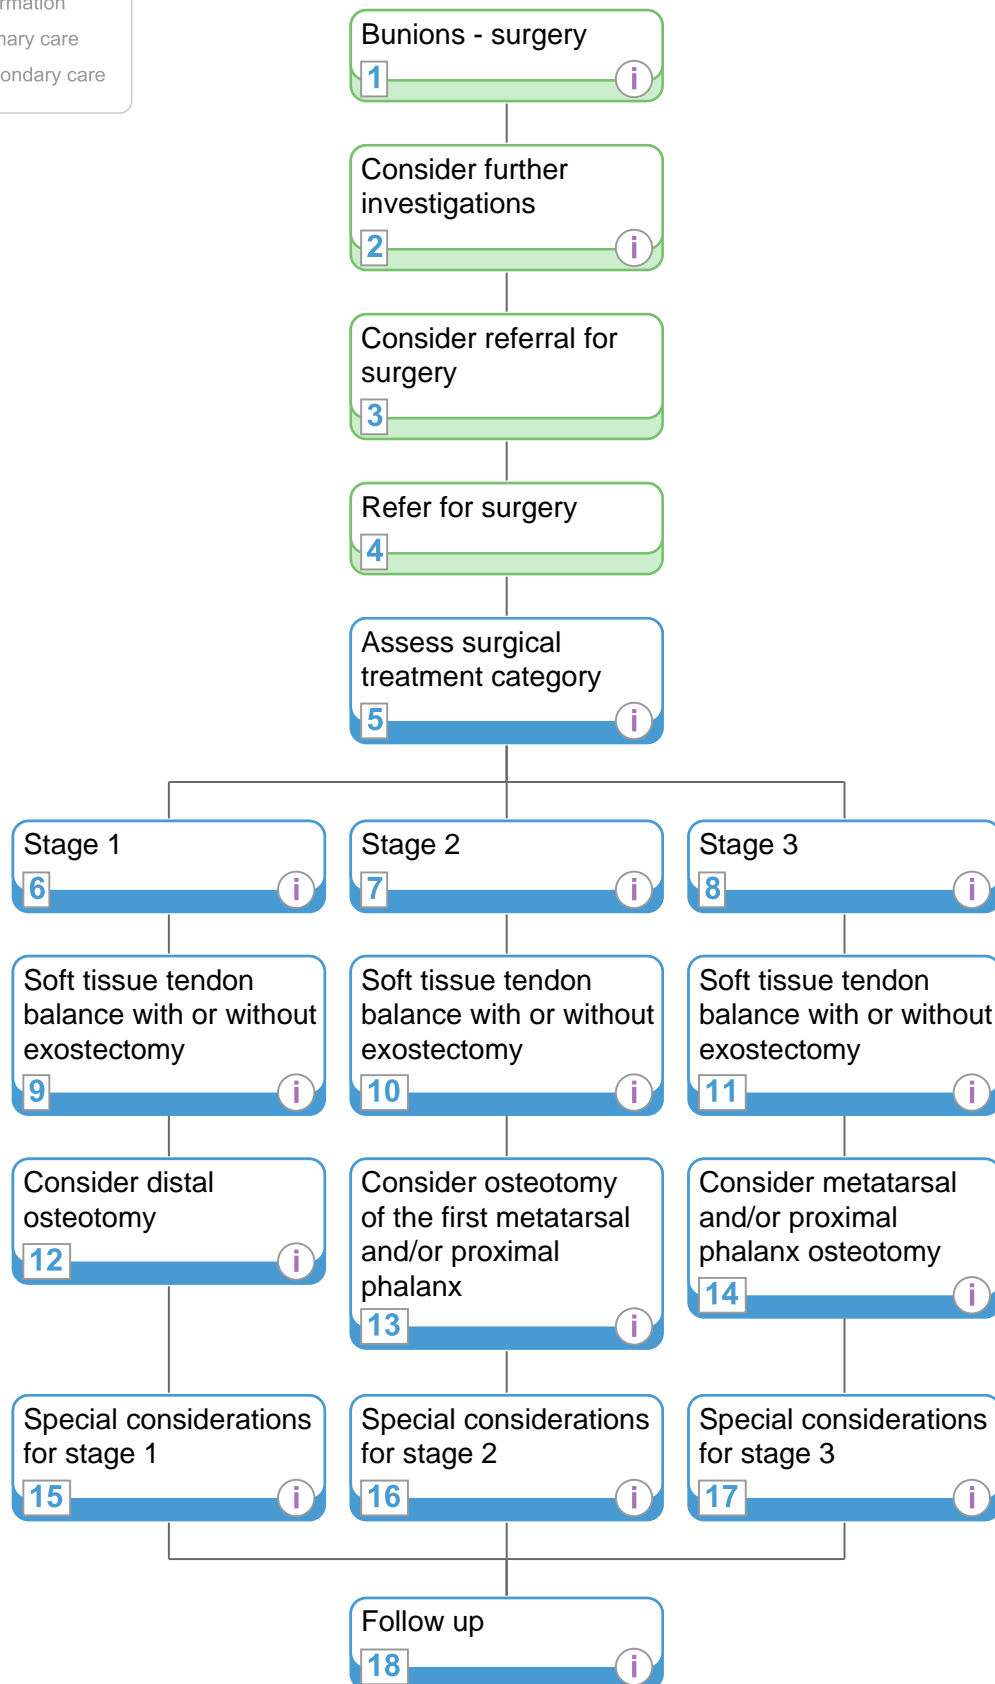 care
care
Bunions - surgery
1
i
Consider further
investigations
2
i
Consider referral for
surgery
3
Refer for surgery
4
Assess surgical
treatment category
5
i
Stage 1
6
i
Stage 2
7
i
Stage 3
8
i
Soft tissue tendon
balance with or without
exostectomy
9
i
Soft tissue tendon
balance with or without
exostectomy
10
i
Soft tissue tendon
balance with or without
exostectomy
11
i
Consider distal
osteotomy
12
i
Consider osteotomy
of the first metatarsal
and/or proximal
phalanx
13
i
Consider metatarsal
and/or proximal
phalanx osteotomy
14
i
Special considerations
for stage 1
15
i
Special considerations
for stage 2
16
i
Special considerations
for stage 3
17
i
Follow up
18
i